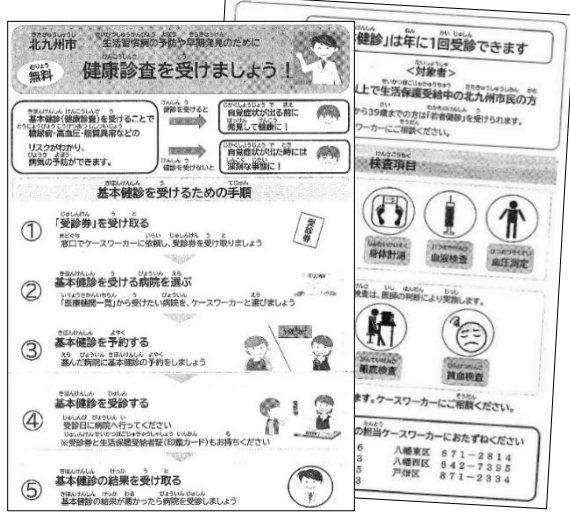 北九州市 生活習慣病の予防や早期発見のために
無料
健康診査を受けましょう！
基本健診（健康診査）を受けることで
糖尿病・高血圧・脂質異常などの
リスクがわかり、
病気の予防ができます。
健診を受けると
自覚症状が出る前に
発見して健康に！
健診を受けないと
自覚症状が出た時には
深刻な事態に！
基本健診を受けるための手順
① 「受診券」を受け取る
窓口でケースワーカーに依頼し、受診券を受け取りましょう
受診券
② 基本健診を受ける病院を選ぶ
「医療機関一覧」から受けたい病院を、ケースワーカーと選びましょう
③ 基本健診を予約する
選んだ病院に基本健診の予約をしましょう
④ 基本健診を受診する
受診日に病院へ行ってください
※受診券と生活保護受給者証（印鑑カード）もお持ちください
⑤ 基本健診の結果を受け取る
基本健診の結果が悪かったら病院を受診しましょう
健診」は年に1回受診できます
＜対象者＞
以上で生活保護受給中の北九州市民の方
から39歳までの方は「若者健診」を受けられます。
ワーカーにご相談ください。
検査項目
身体計測
血液検査
血圧測定
検査は、医師の判断により実施します。
眼底検査
貧血検査
ます。ケースワーカーにご相談ください。
の担当ケースワーカーにおたずねください
八幡東区 671-2814
八幡西区 642-7395
戸畑区 871-2334